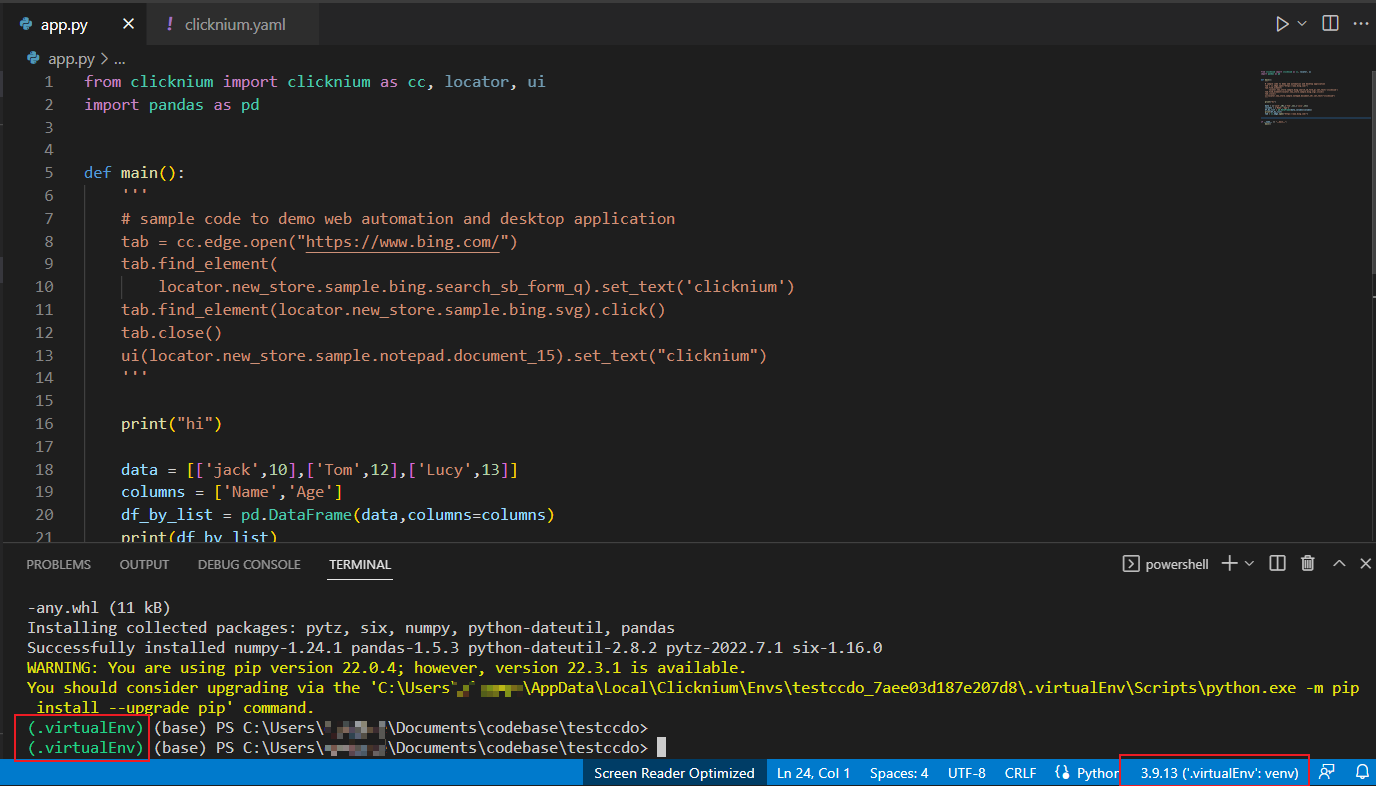 app.py
! clicknium.yaml
app.py > ...
1 from clicknium import clicknium as cc, locator, ui
2 import pandas as pd
3
4
5 def main():
6 '''
7 # sample code to demo web automation and desktop application
8 tab = cc.edge.open("https://www.bing.com/")
9 tab.find_element(
10 locator.new_store.sample.bing.search_sb_form_q).set_text('clicknium')
11 tab.find_element(locator.new_store.sample.bing.svg).click()
12 tab.close()
13 ui(locator.new_store.sample.notepad.document_15).set_text("clicknium")
14 '''
15
16 print("hi")
17
18 data = [['jack',10],['Tom',12],['Lucy',13]]
19 columns = ['Name','Age']
20 df_by_list = pd.DataFrame(data,columns=columns)
21 print(df_by_list)
PROBLEMS OUTPUT DEBUG CONSOLE TERMINAL powershell
-any.whl (11 kB)
Installing collected packages: pytz, six, numpy, python-dateutil, pandas
Successfully installed numpy-1.24.1 pandas-1.5.3 python-dateutil-2.8.2 pytz-2022.7.1 six-1.16.0
WARNING: You are using pip version 22.0.4; however, version 22.3.1 is available.
You should consider upgrading via the 'C:\Users\ \AppData\Local\Clicknium\Envs\testccdo_7aee03d187e207d8\.virtualEnv\Scripts\python.exe -m pip
install --upgrade pip' command.
(.virtualEnv) (base) PS C:\Users\ \Documents\codebase\testccdo>
(.virtualEnv) (base) PS C:\Users\ \Documents\codebase\testccdo>
Screen Reader Optimized Ln 24, Col 1 Spaces: 4 UTF-8 CRLF Python 3.9.13 ('.virtualEnv': venv)